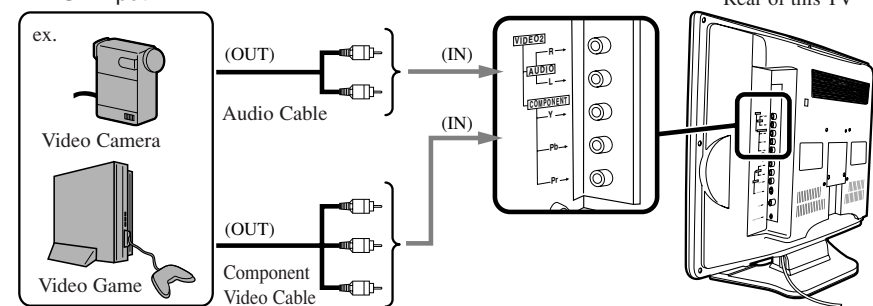 Rear of this TV
ex.
(OUT)
(IN)
Audio Cable
Video Camera
(IN)
(OUT)
Component
Video Cable
Video Game
VIDEO2
R
AUDIO
L
COMPONENT
Y
Pb
Pr